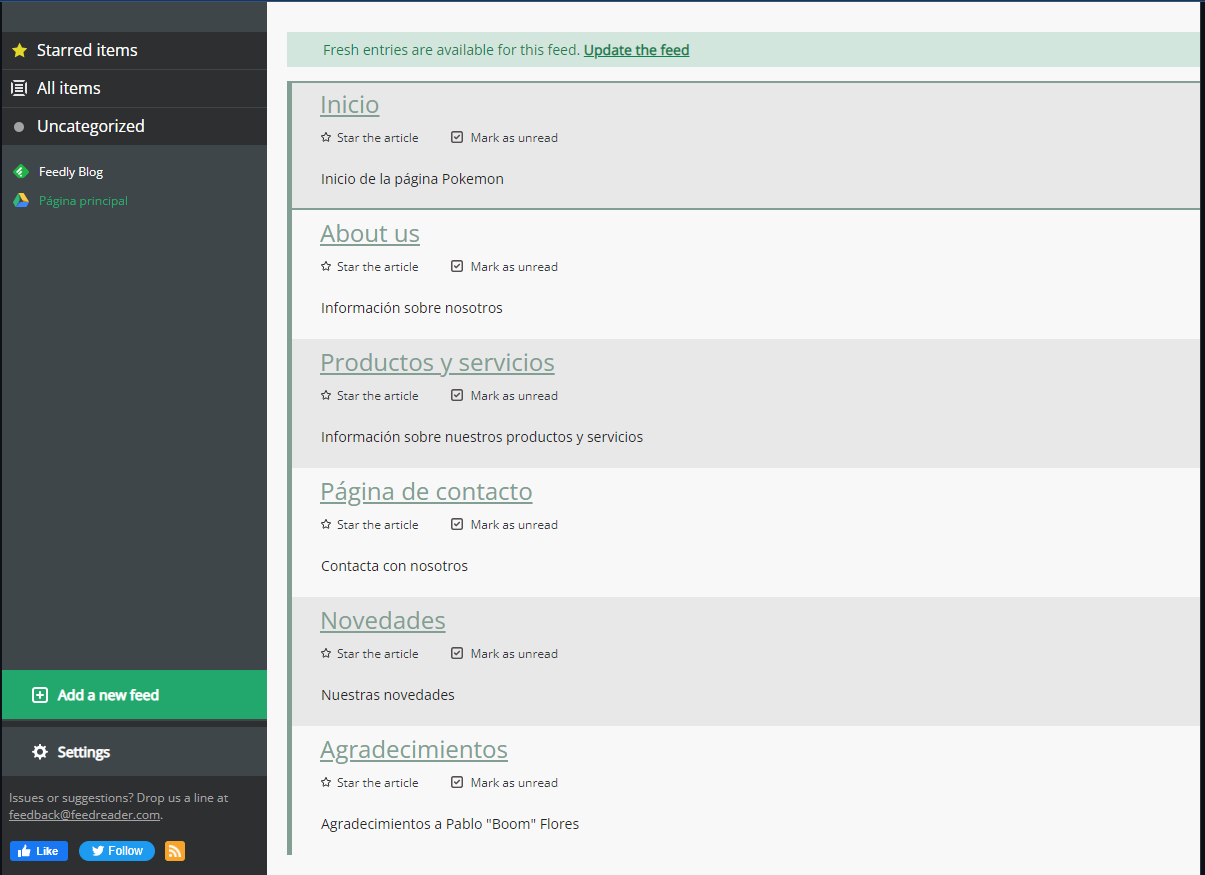 Starred items
All items
Uncategorized
Feedly Blog
Página principal
Add a new feed
Settings
Issues or suggestions? Drop us a line at
feedback@feedreader.com.
Like
Follow
Fresh entries are available for this feed. Update the feed
Inicio
Star the article Mark as unread
Inicio de la página Pokemon
About us
Star the article Mark as unread
Información sobre nosotros
Productos y servicios
Star the article Mark as unread
Información sobre nuestros productos y servicios
Página de contacto
Star the article Mark as unread
Contacta con nosotros
Novedades
Star the article Mark as unread
Nuestras novedades
Agradecimientos
Star the article Mark as unread
Agradecimientos a Pablo "Boom" Flores